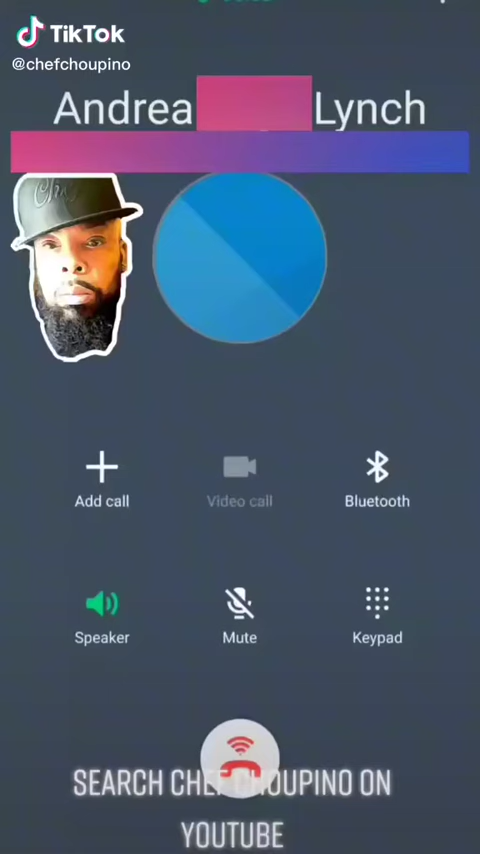 TikTok
@chefchoupino
Andrea
Lynch
Add call
Video call
Bluetooth
Speaker
Mute
Keypad
SEARCH CHEF CHOUPINO ON
YOUTUBE